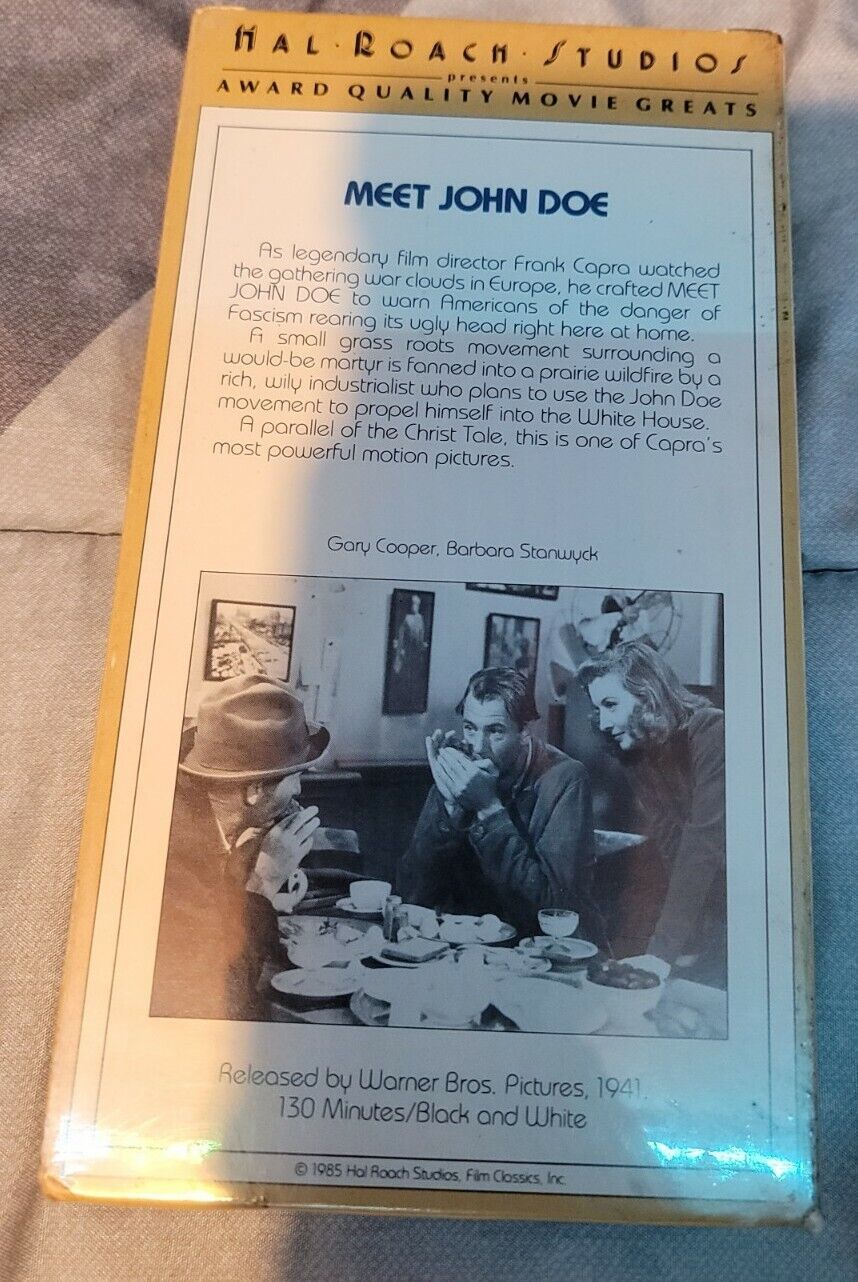 HAL · ROACH · STUDIOS
presents
AWARD QUALITY MOVIE GREATS
MEET JOHN DOE
As legendary film director Frank Capra watched
the gathering war clouds in Europe, he crafted MEET
JOHN DOE to warn Americans of the danger of
Fascism rearing its ugly head right here at home.
A small grass roots movement surrounding a
would-be martyr is fanned into a prairie wildfire by a
rich, wily industrialist who plans to use the John Doe
movement to propel himself into the White House.
A parallel of the Christ Tale, this is one of Capra's
most powerful motion pictures.
Gary Cooper, Barbara Stanwyck
Released by Warner Bros. Pictures, 1941.
130 Minutes/Black and White
© 1985 Hal Roach Studios, Film Classics, Inc.